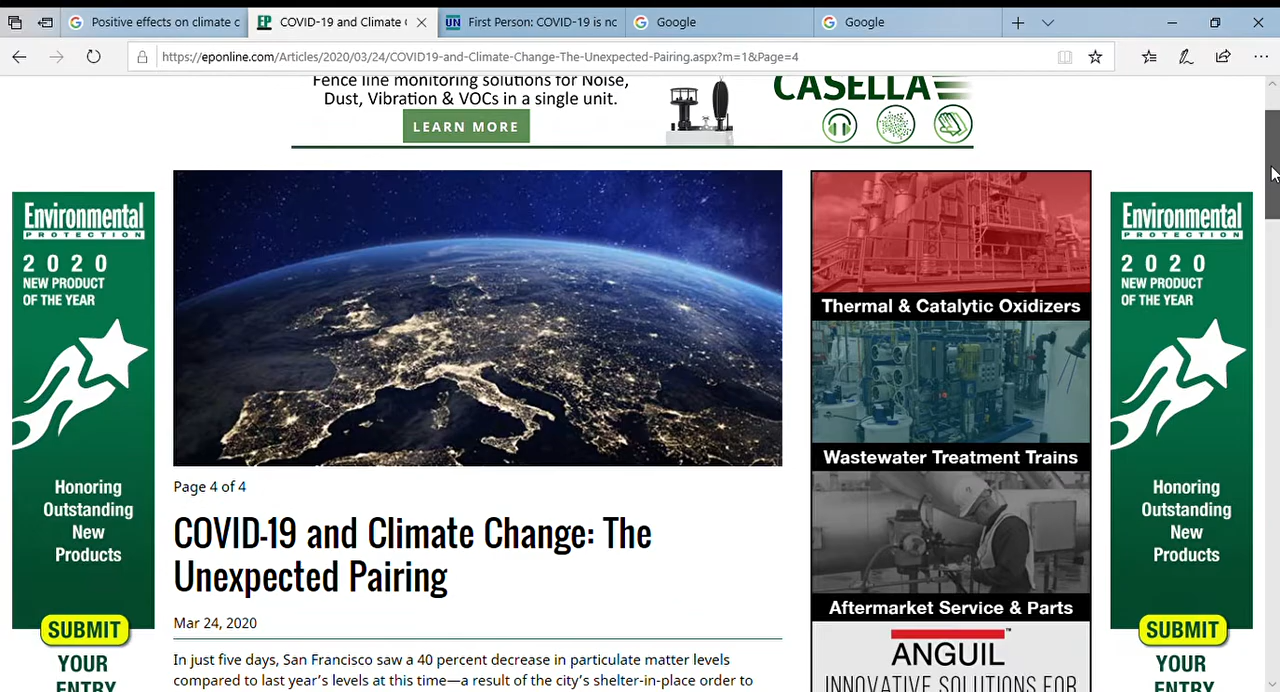 Positive effects on climate c
COVID-19 and Climate (
First Person: COVID-19 is nc
Google
Google
https://eponline.com/Articles/2020/03/24/COVID19-and-Climate-Change-The-Unexpected-Pairing.aspx?m=1&Page=4
Fence line monitoring solutions for Noise,
Dust, Vibration & VOCs in a single unit.
LEARN MORE
CASELLA
Environmental
PROTECTION
2020
NEW PRODUCT
OF THE YEAR
Honoring
Outstanding
New
Products
SUBMIT
YOUR
ENTRY
Page 4 of 4
COVID-19 and Climate Change: The
Unexpected Pairing
Mar 24, 2020
In just five days, San Francisco saw a 40 percent decrease in particulate matter levels
compared to last year's levels at this time—a result of the city's shelter-in-place order to
Thermal & Catalytic Oxidizers
Wastewater Treatment Trains
Aftermarket Service & Parts
ANGUIL™
INNOVATIVE SOLUTIONS FOR
Environmental
PROTECTION
2020
NEW PRODUCT
OF THE YEAR
Honoring
Outstanding
New
Products
SUBMIT
YOUR
ENTRY